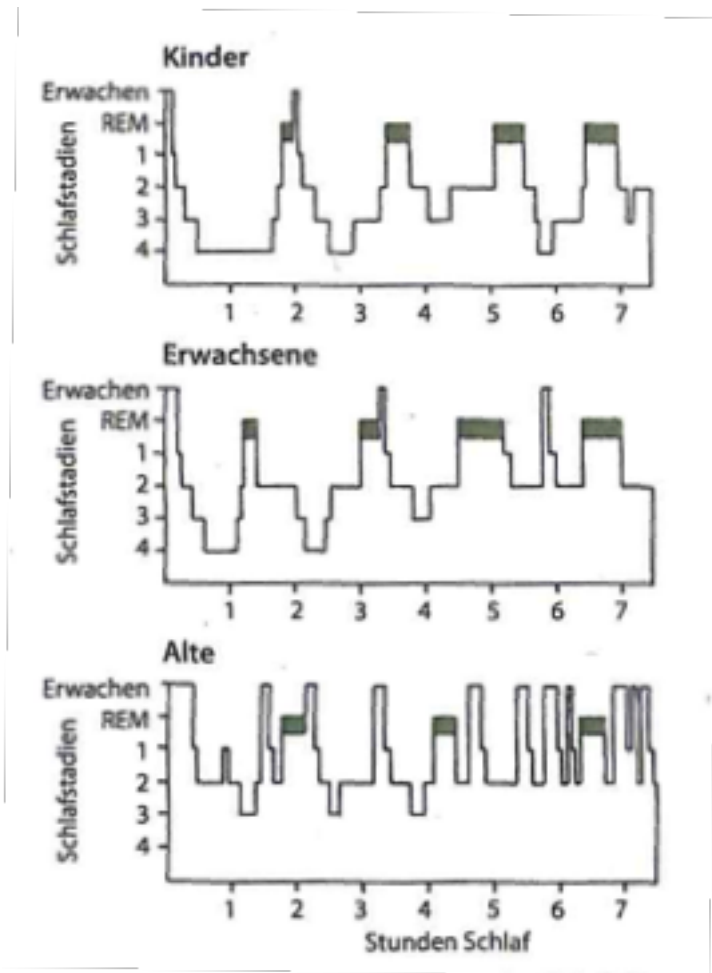 Kinder
Erwachen
REM
1
2
3
4
Schlafstadien
1 2 3 4 5 6 7
Erwachsene
Erwachen
REM
1
2
3
4
Schlafstadien
1 2 3 4 5 6 7
Alte
Erwachen
REM
1
2
3
4
Schlafstadien
1 2 3 4 5 6 7
Stunden Schlaf